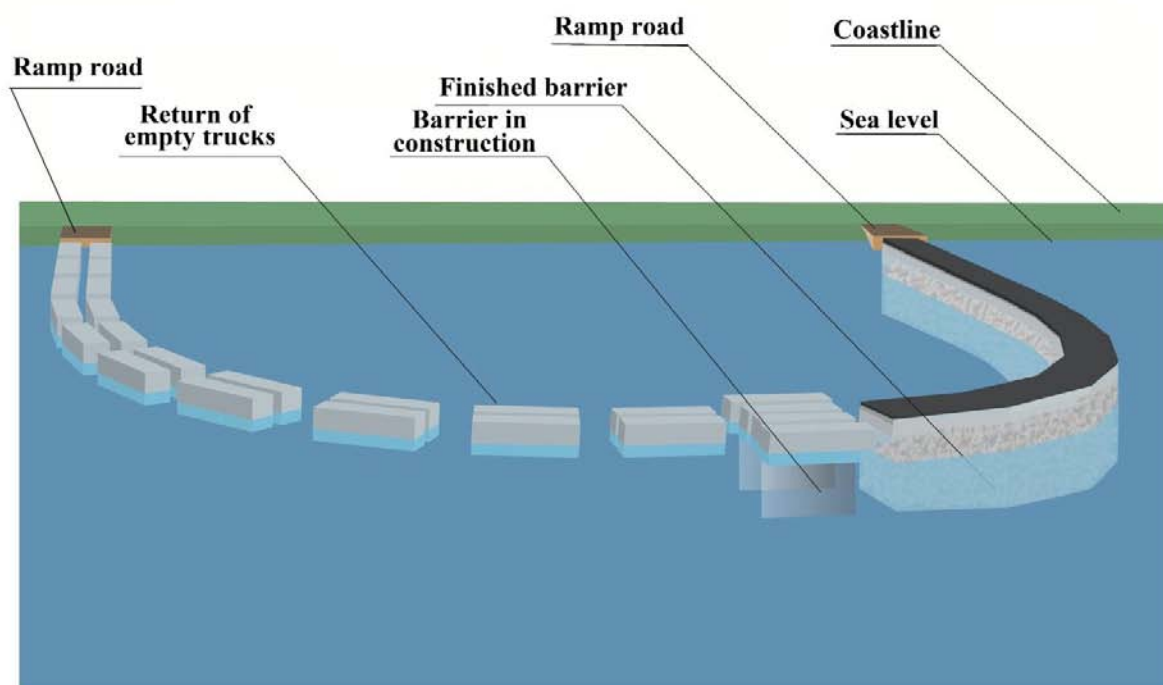 Ramp road
Coastline
Ramp road
Finished barrier
Return of
empty trucks
Barrier in
construction
Sea level